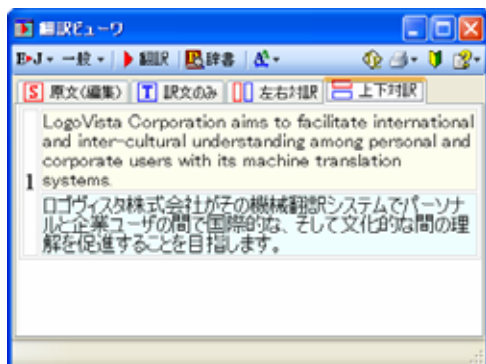 翻訳ビューワ
E▸J 一般 翻訳 辞書
S 原文(編集) T 訳文のみ 左右対訳 上下対訳
LogoVista Corporation aims to facilitate international
and inter-cultural understanding among personal and
corporate users with its machine translation
1 systems.
ロゴヴィスタ株式会社がその機械翻訳システムでパーソナ
ルと企業ユーザの間で国際的な、そして文化的な間の理
解を促進することを目指します。